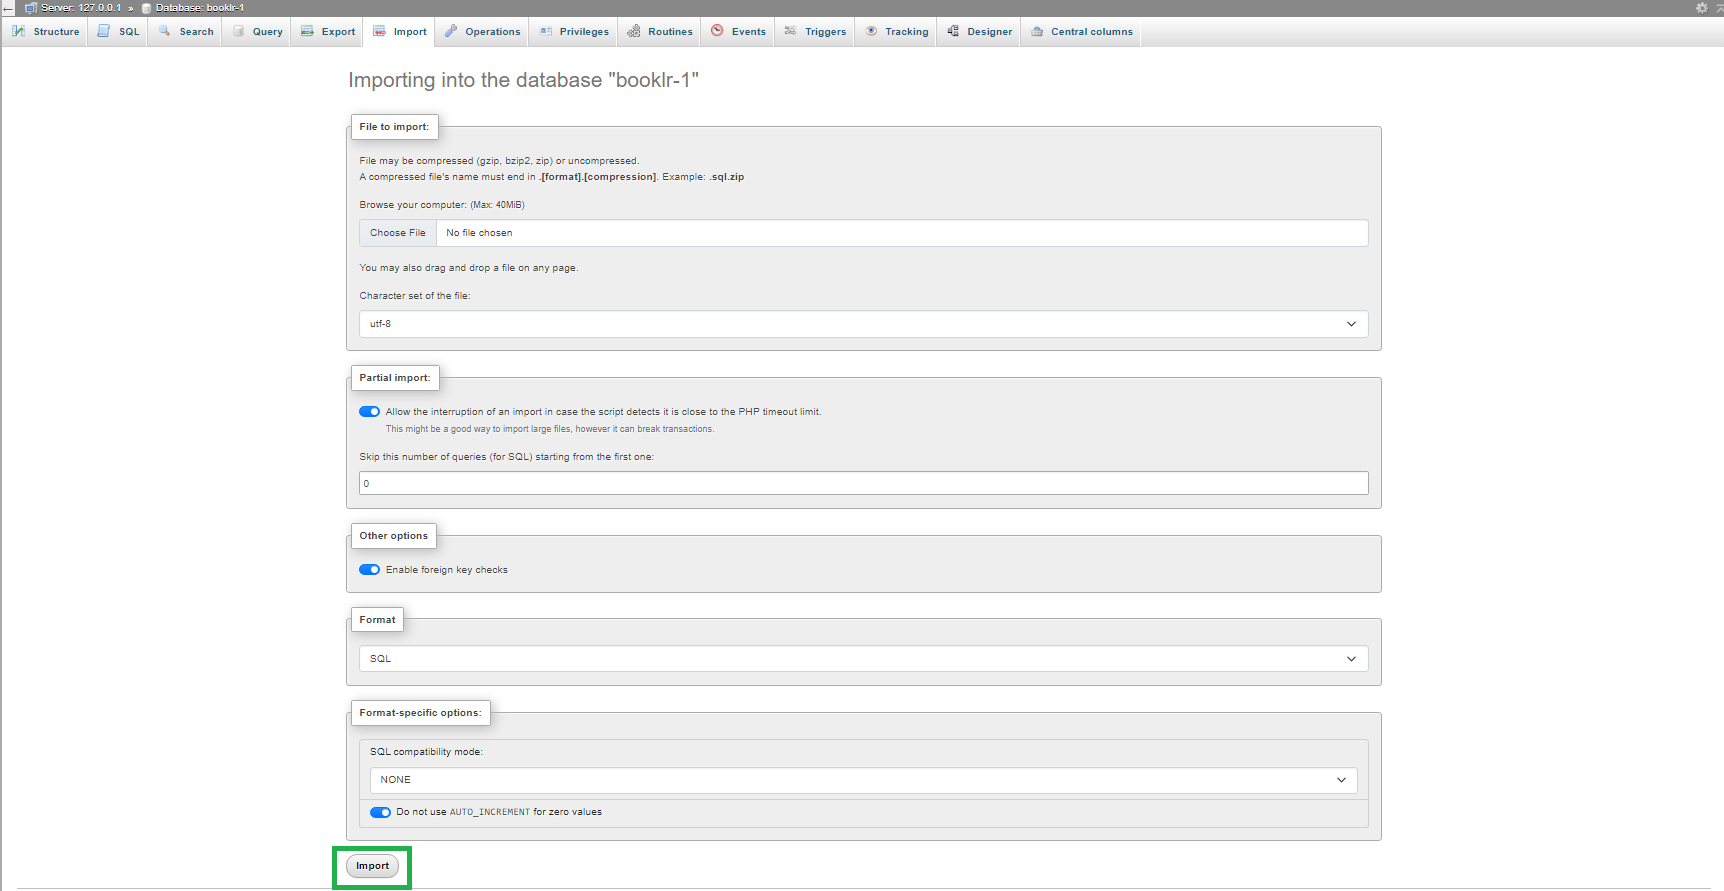 Server: 127.0.0.1 » Database: booklr-1
Structure SQL Search Query Export Import Operations Privileges Routines Events Triggers Tracking Designer Central columns
Importing into the database "booklr-1"
File to import:
File may be compressed (gzip, bzip2, zip) or uncompressed.
A compressed file's name must end in .[format].[compression]. Example: .sql.zip
Browse your computer: (Max: 40MiB)
Choose File No file chosen
You may also drag and drop a file on any page.
Character set of the file:
utf-8
Partial import:
Allow the interruption of an import in case the script detects it is close to the PHP timeout limit.
This might be a good way to import large files, however it can break transactions.
Skip this number of queries (for SQL) starting from the first one:
0
Other options
Enable foreign key checks
Format
SQL
Format-specific options:
SQL compatibility mode:
NONE
Do not use AUTO_INCREMENT for zero values
Import